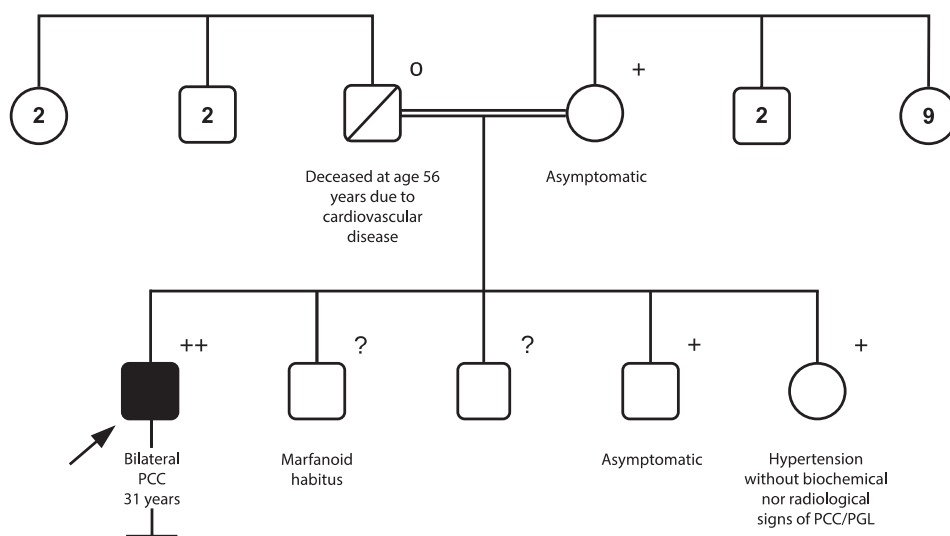 o
+
2
2
2
9
Deceased at age 56
years due to
cardiovascular
disease
Asymptomatic
++
?
?
+
+
Bilateral
PCC
31 years
Marfanoid
habitus
Asymptomatic
Hypertension
without biochemical
nor radiological
signs of PCC/PGL